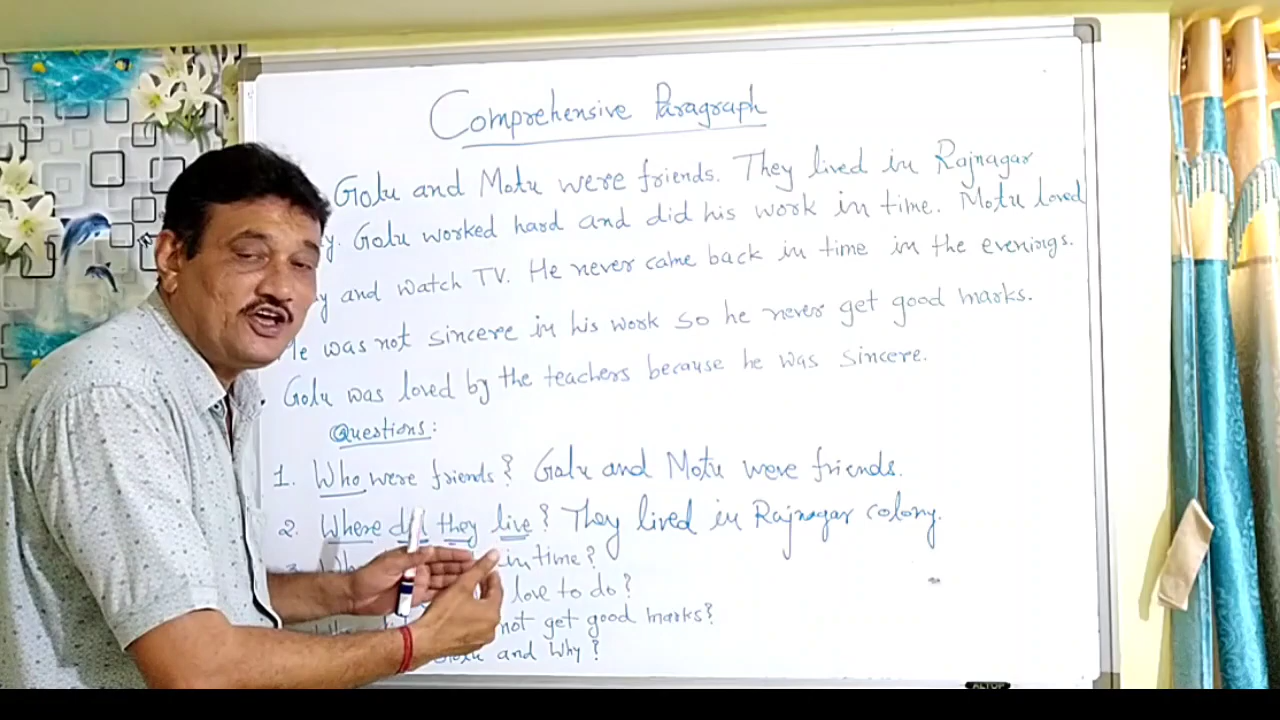 Comprehensive Paragraph
Golu and Motu were friends. They lived in Rajnagar
y. Golu worked hard and did his work in time. Motu loved
y and watch TV. He never came back in time in the evenings.
He was not sincere in his work so he never get good marks.
Golu was loved by the teachers because he was sincere.
Questions:
1. Who were friends? Golu and Motu were friends.
2. Where did they live? They lived in Rajnagar colony.
3. in time?
love to do?
not get good marks?
Golu and Why?